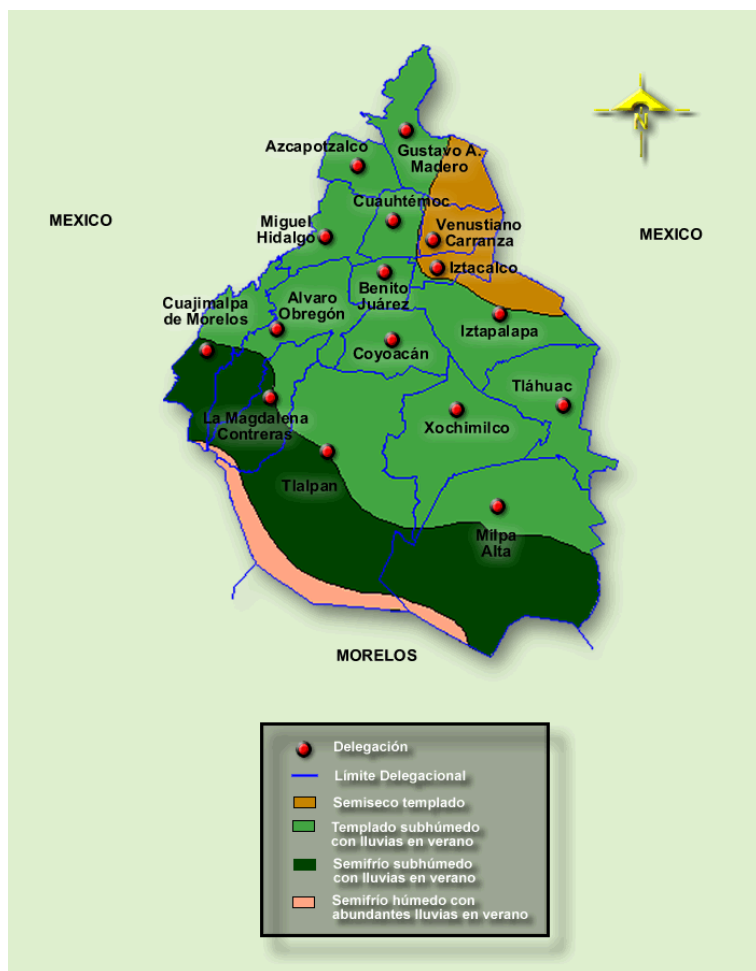 Azcapotzalco
Gustavo A.
Madero
N
MEXICO
Cuauhtémoc
Miguel
Hidalgo
Venustiano
Carranza
MEXICO
Iztacalco
Benito
Juárez
Cuajimalpa
de Morelos
Alvaro
Obregón
Iztapalapa
Coyoacán
Tláhuac
La Magdalena
Contreras
Xochimilco
Tlalpan
Milpa
Alta
MORELOS
Delegación
Límite Delegacional
Semiseco templado
Templado subhúmedo
con lluvias en verano
Semifrío subhúmedo
con lluvias en verano
Semifrío húmedo con
abundantes lluvias en verano